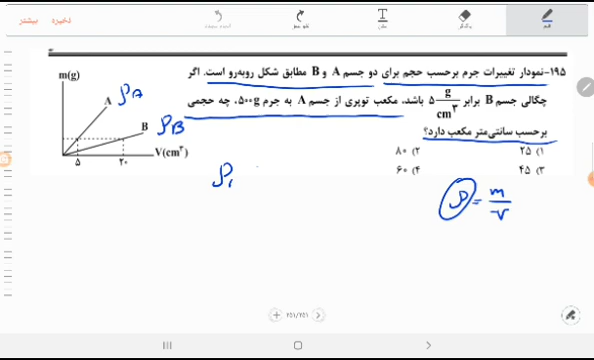 ذخیره
بیشتر
۱۹۵-نمودار تغییرات جرم برحسب حجم برای دو جسم A و B مطابق شکل روبه‌رو است. اگر
چگالی جسم B برابر ۵ g/cm³ باشد، مکعب توپری از جسم A به جرم ۵۰۰g، چه حجمی
برحسب سانتی‌متر مکعب دارد؟
۱) ۲۵
۲) ۸۰
۳) ۴۵
۴) ۶۰
m(g)
A
ρA
B
ρB
V(cm³)
۵
۲۰
ρ
ρ = m/v
۲۵۱/۲۵۱